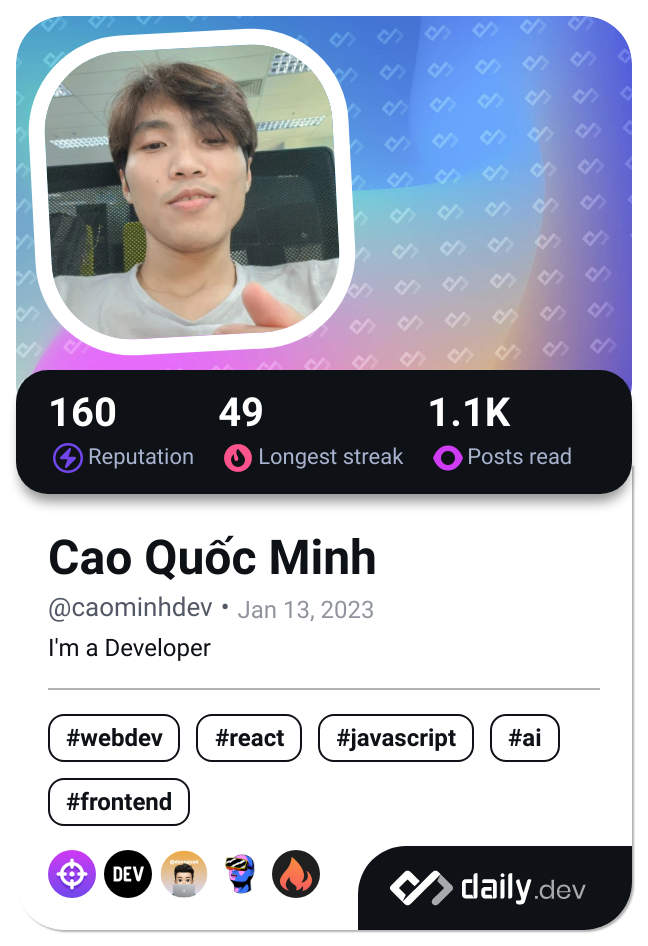 160 49 1.1K
Reputation Longest streak Posts read
Cao Quốc Minh
@caominhdev • Jan 13, 2023
I'm a Developer
#webdev #react #javascript #ai
#frontend
DEV
daily.dev